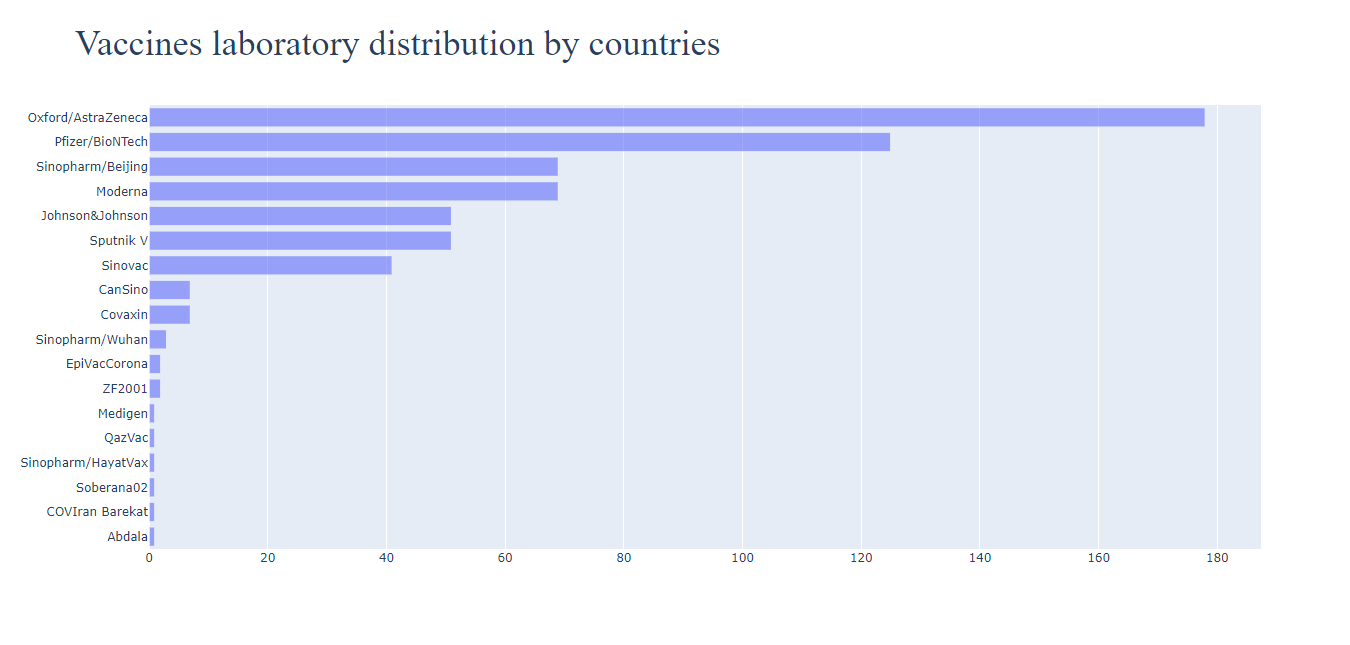 Vaccines laboratory distribution by countries
Oxford/AstraZeneca
Pfizer/BioNTech
Sinopharm/Beijing
Moderna
Johnson&Johnson
Sputnik V
Sinovac
CanSino
Covaxin
Sinopharm/Wuhan
EpiVacCorona
ZF2001
Medigen
QazVac
Sinopharm/HayatVax
Soberana02
COVIran Barekat
Abdala
0 20 40 60 80 100 120 140 160 180